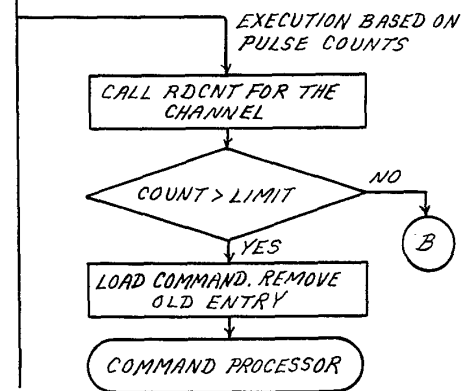 EXECUTION BASED ON
PULSE COUNTS
CALL RDCNT FOR THE
CHANNEL
COUNT > LIMIT
NO
B
YES
LOAD COMMAND. REMOVE
OLD ENTRY
COMMAND PROCESSOR